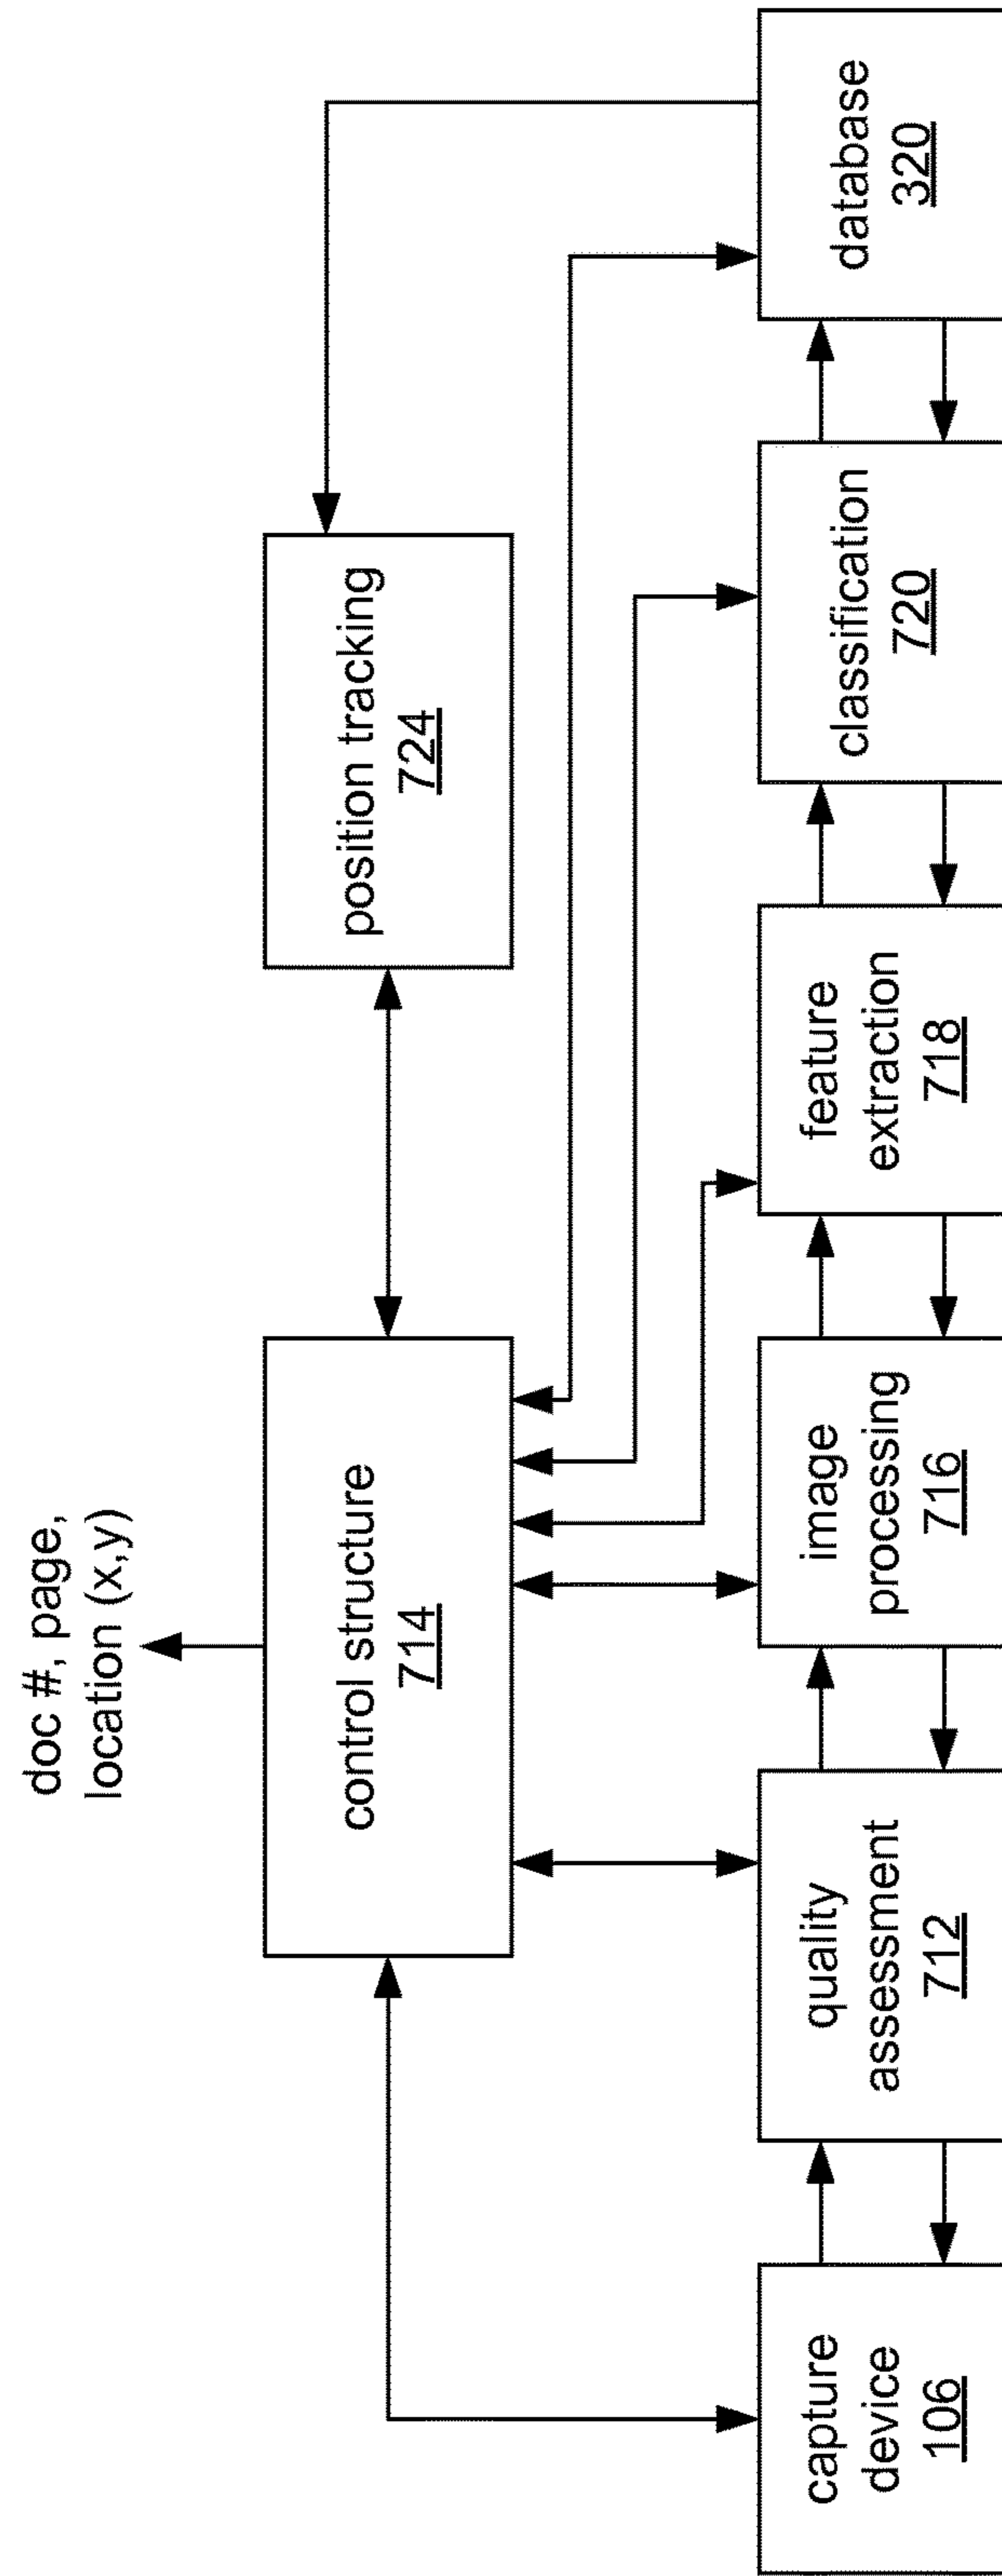 doc #, page,
location (x,y)
control structure
714
position tracking
724
capture
device
106
quality
assessment
712
image
processing
716
feature
extraction
718
classification
720
database
320